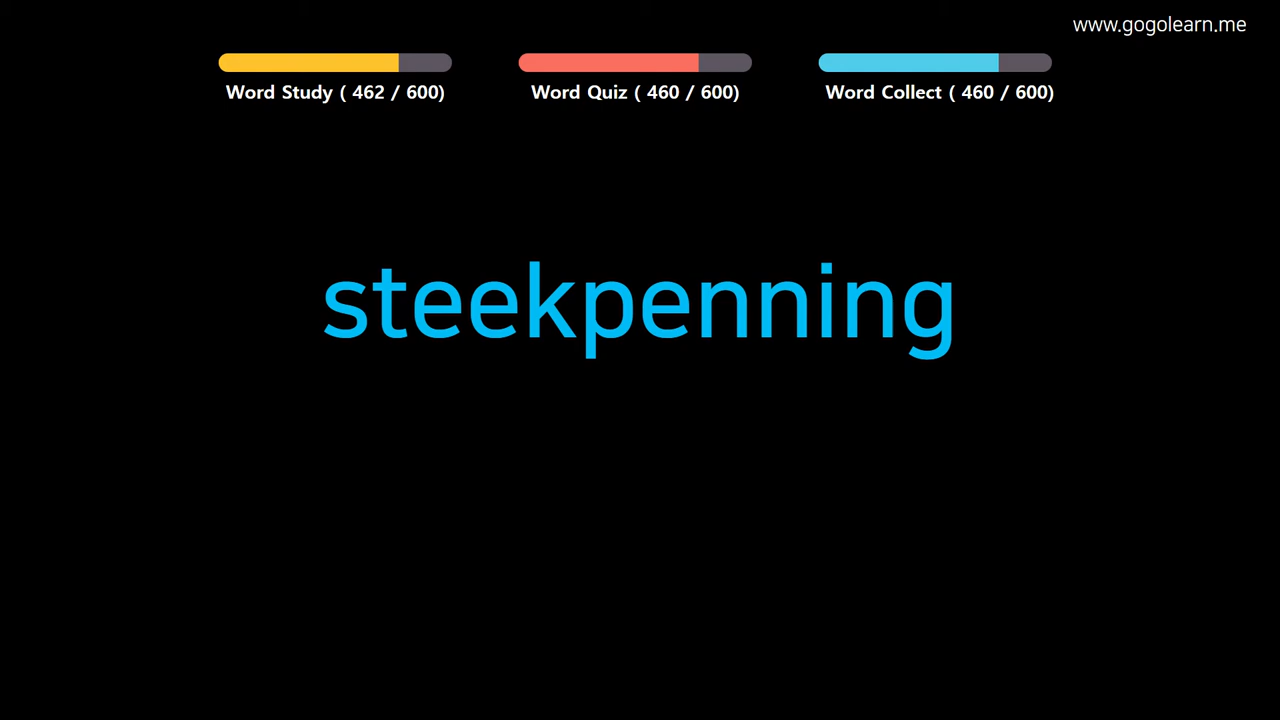 www.gogolearn.me
Word Study ( 462 / 600)
Word Quiz ( 460 / 600)
Word Collect ( 460 / 600)
steekpenning